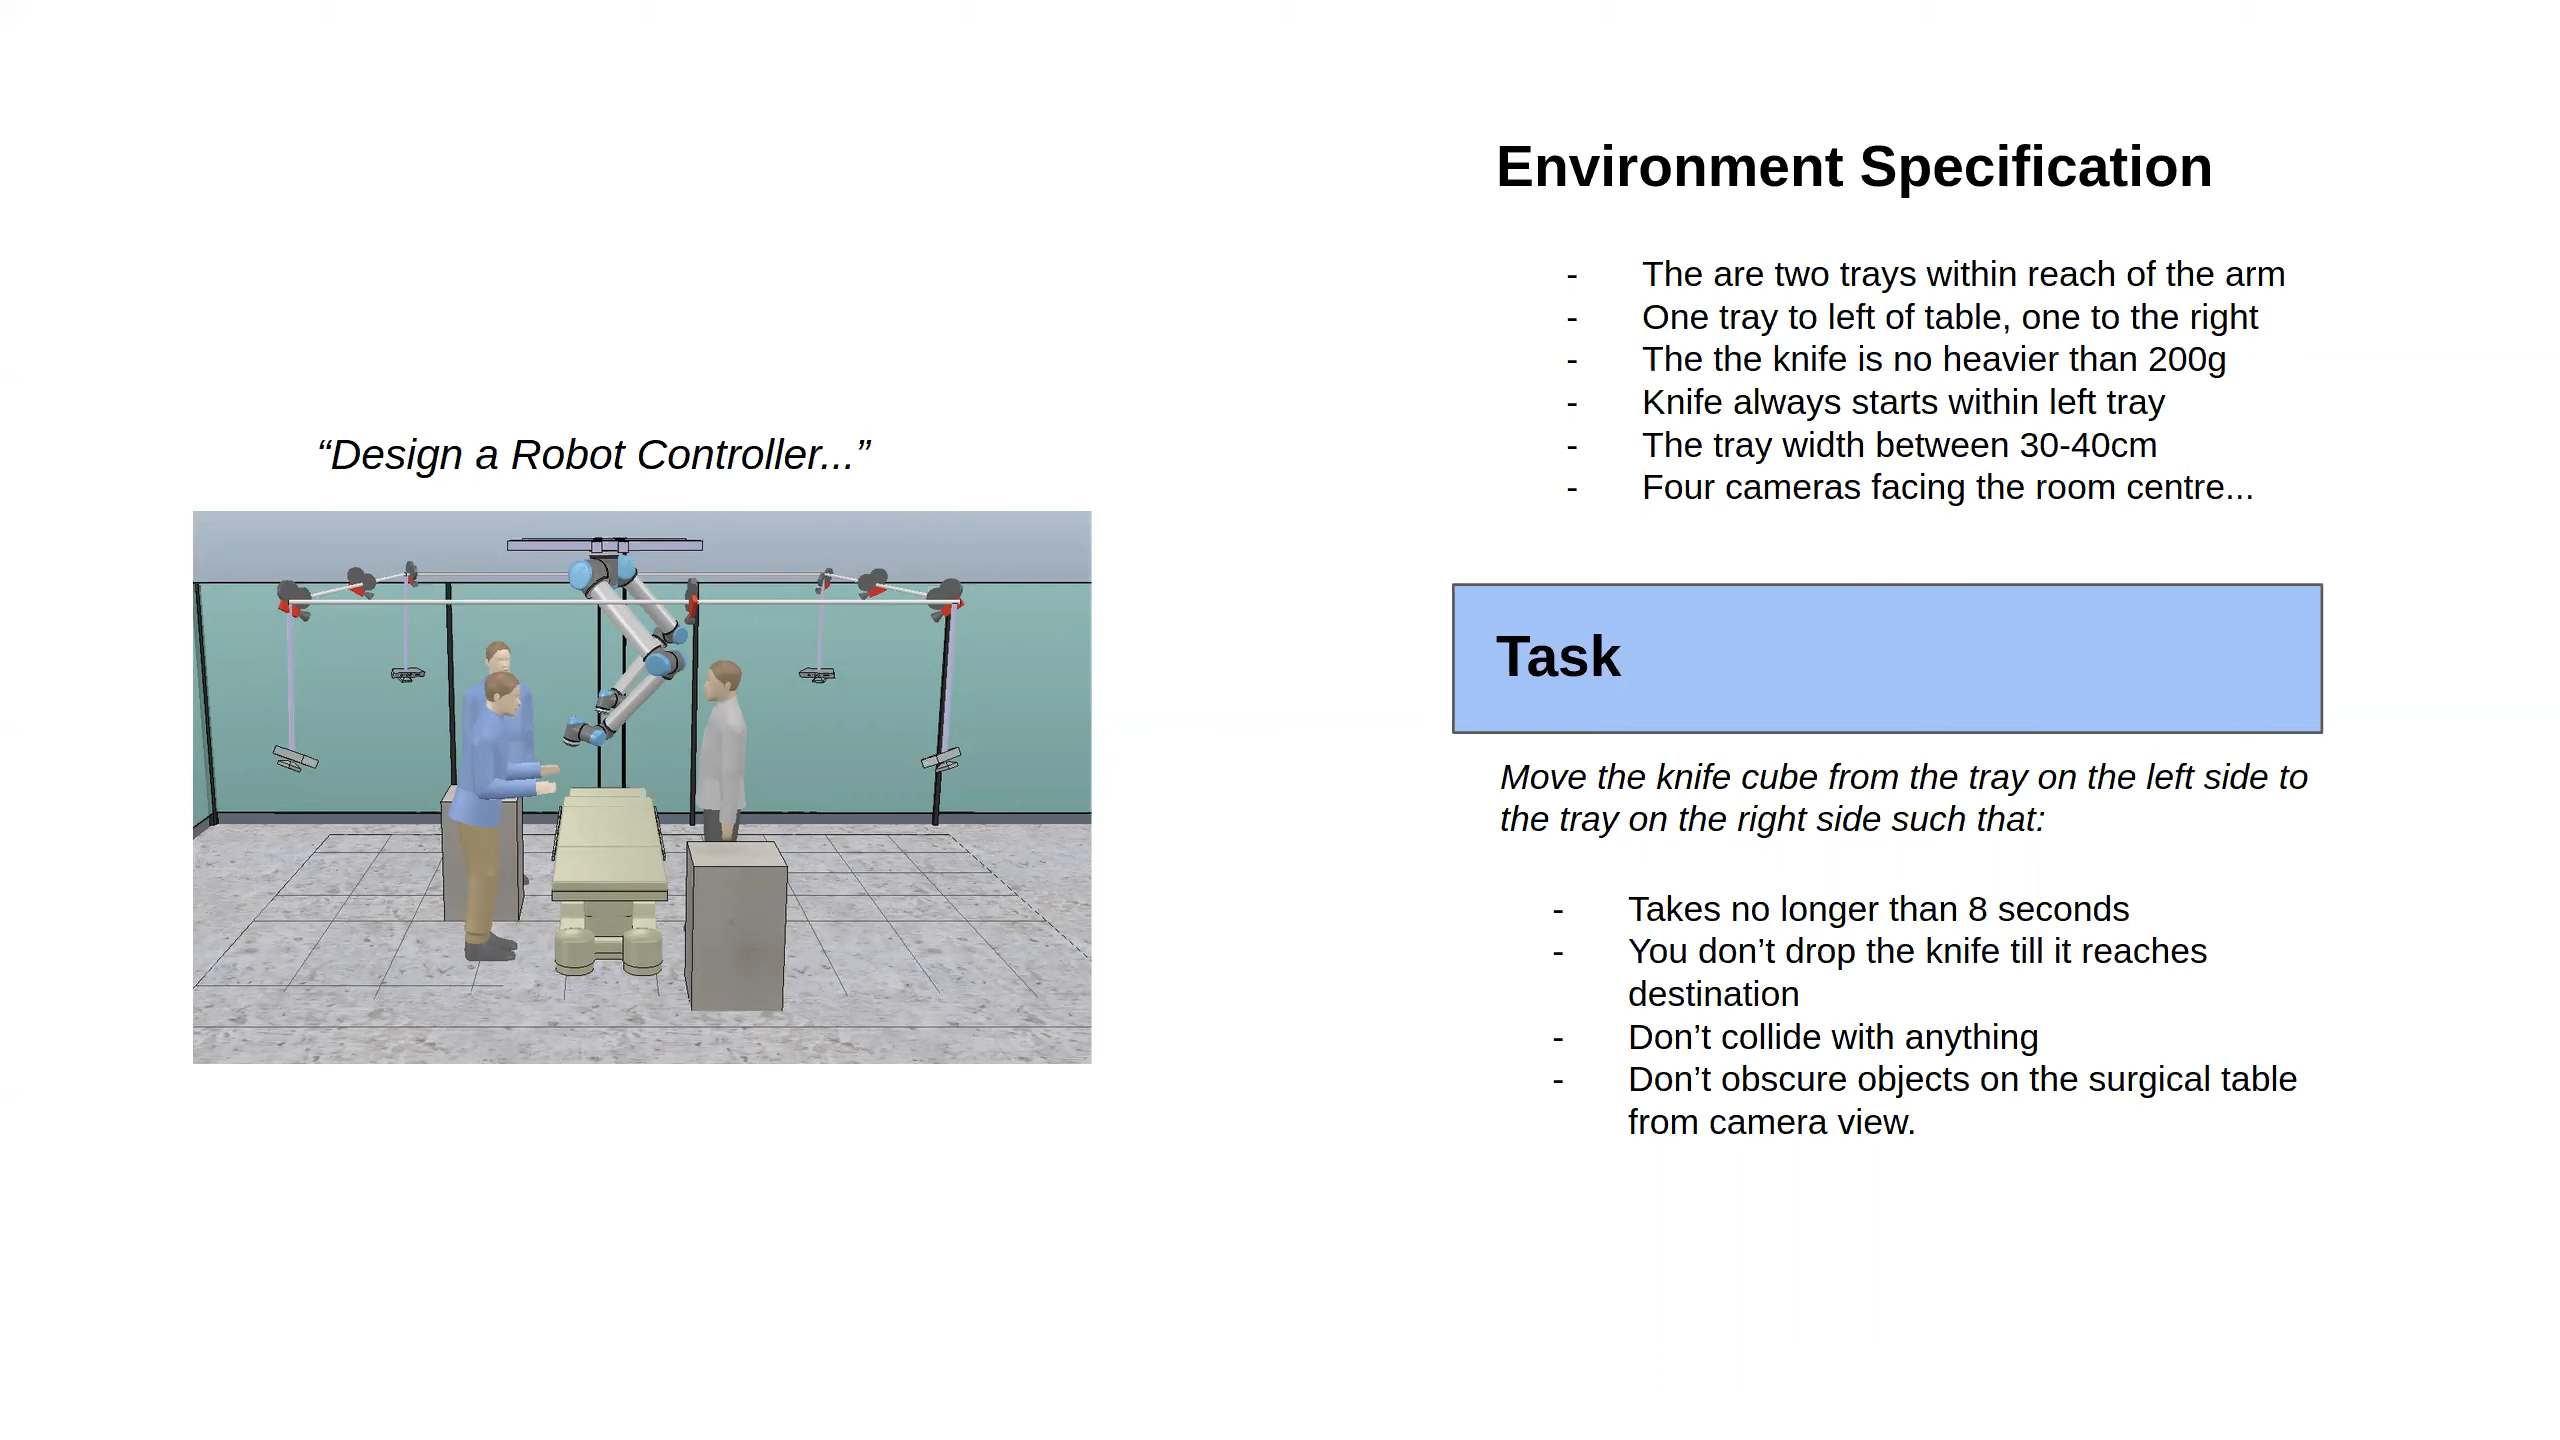 “Design a Robot Controller...”
Environment Specification
- The are two trays within reach of the arm
- One tray to left of table, one to the right
- The the knife is no heavier than 200g
- Knife always starts within left tray
- The tray width between 30-40cm
- Four cameras facing the room centre...
Task
Move the knife cube from the tray on the left side to
the tray on the right side such that:
- Takes no longer than 8 seconds
- You don’t drop the knife till it reaches
destination
- Don’t collide with anything
- Don’t obscure objects on the surgical table
from camera view.